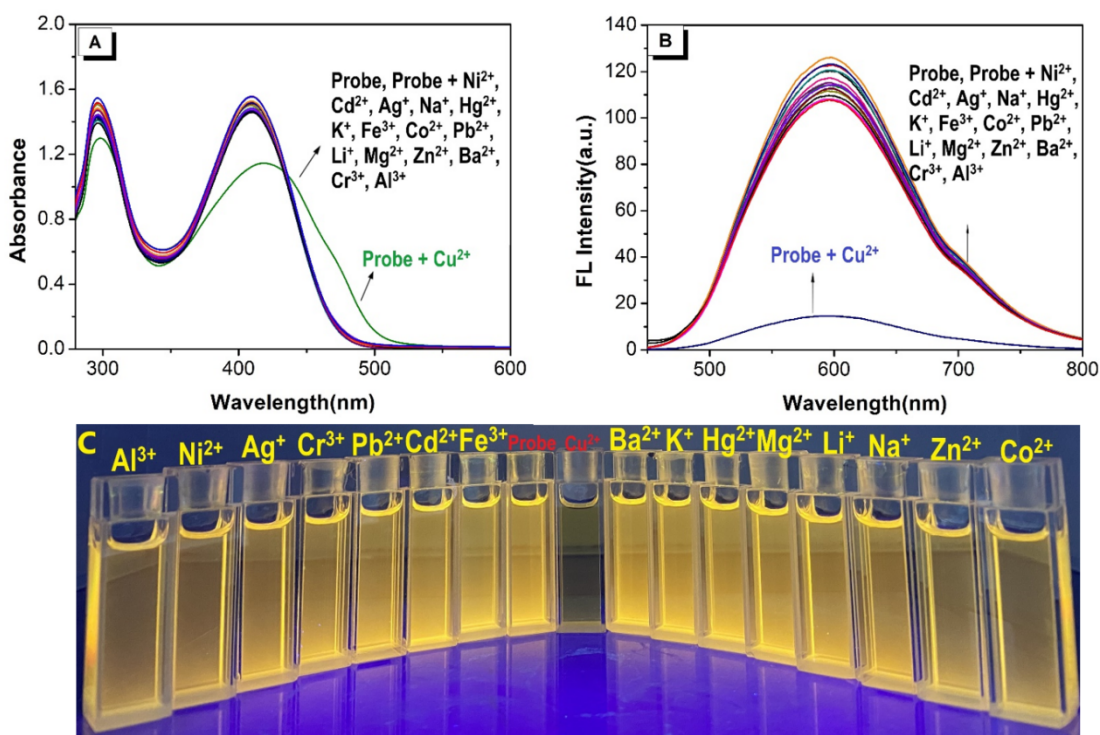 A
Absorbance
2.0
1.6
1.2
0.8
0.4
0.0
Probe, Probe + Ni²⁺,
Cd²⁺, Ag⁺, Na⁺, Hg²⁺,
K⁺, Fe³⁺, Co²⁺, Pb²⁺,
Li⁺, Mg²⁺, Zn²⁺, Ba²⁺,
Cr³⁺, Al³⁺
Probe + Cu²⁺
300 400 500 600
Wavelength(nm)
B
FL Intensity(a.u.)
140
120
100
80
60
40
20
0
Probe, Probe + Ni²⁺,
Cd²⁺, Ag⁺, Na⁺, Hg²⁺,
K⁺, Fe³⁺, Co²⁺, Pb²⁺,
Li⁺, Mg²⁺, Zn²⁺, Ba²⁺,
Cr³⁺, Al³⁺
Probe + Cu²⁺
500 600 700 800
Wavelength(nm)
C
Al³⁺ Ni²⁺ Ag⁺ Cr³⁺ Pb²⁺ Cd²⁺ Fe³⁺ Probe Cu²⁺ Ba²⁺ K⁺ Hg²⁺ Mg²⁺ Li⁺ Na⁺ Zn²⁺ Co²⁺